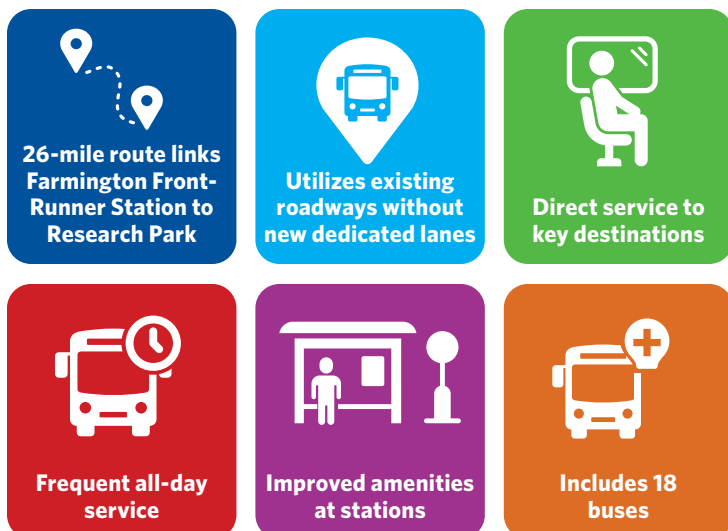 26-mile route links
Farmington Front-
Runner Station to
Research Park
Utilizes existing
roadways without
new dedicated lanes
Direct service to
key destinations
Frequent all-day
service
Improved amenities
at stations
Includes 18
buses